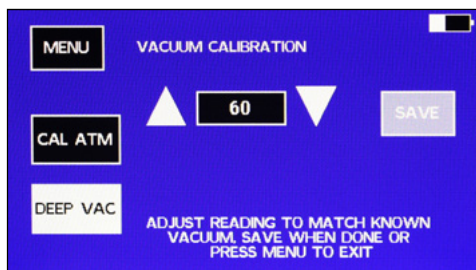 MENU
VACUUM CALIBRATION
60
SAVE
CAL ATM
DEEP VAC
ADJUST READING TO MATCH KNOWN
VACUUM, SAVE WHEN DONE OR
PRESS MENU TO EXIT